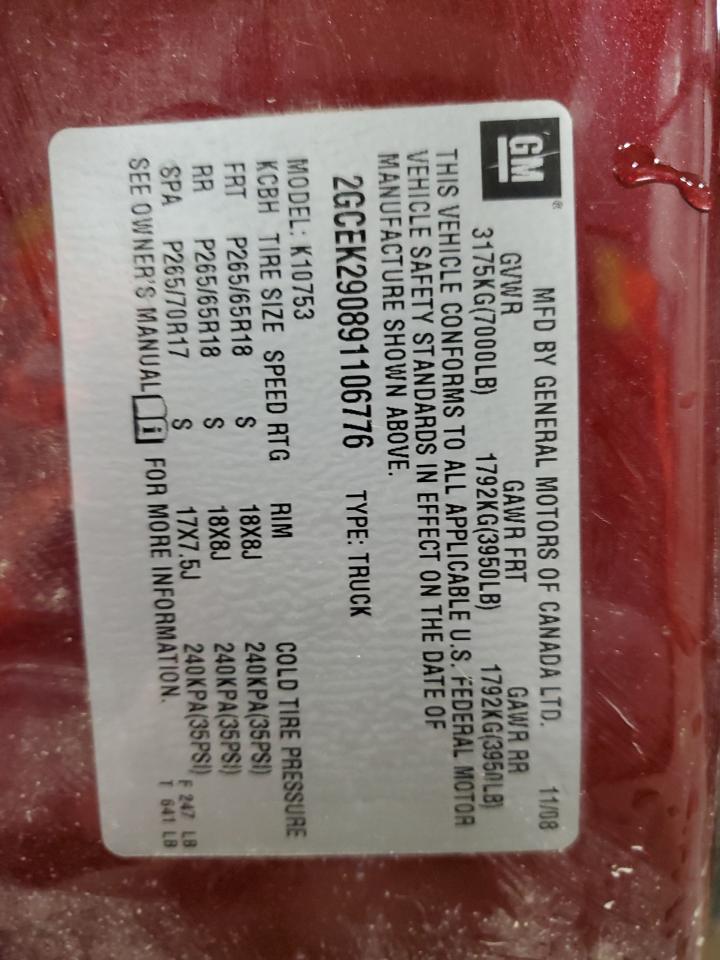 GM®
MFD BY GENERAL MOTORS OF CANADA LTD. 11/08
GVWR GAWR FRT GAWR RR
3175KG(7000LB) 1792KG(3950LB) 1792KG(3950LB)
THIS VEHICLE CONFORMS TO ALL APPLICABLE U.S. FEDERAL MOTOR
VEHICLE SAFETY STANDARDS IN EFFECT ON THE DATE OF
MANUFACTURE SHOWN ABOVE.
2GCEK290891106776 TYPE: TRUCK
MODEL: K10753
KCBH TIRE SIZE SPEED RTG RIM COLD TIRE PRESSURE
FRT P265/65R18 S 18X8J 240KPA(35PSI)
RR P265/65R18 S 18X8J 240KPA(35PSI)
SPA P265/70R17 S 17X7.5J 240KPA(35PSI) F 247 LB
SEE OWNER'S MANUAL i FOR MORE INFORMATION. T 641 LB